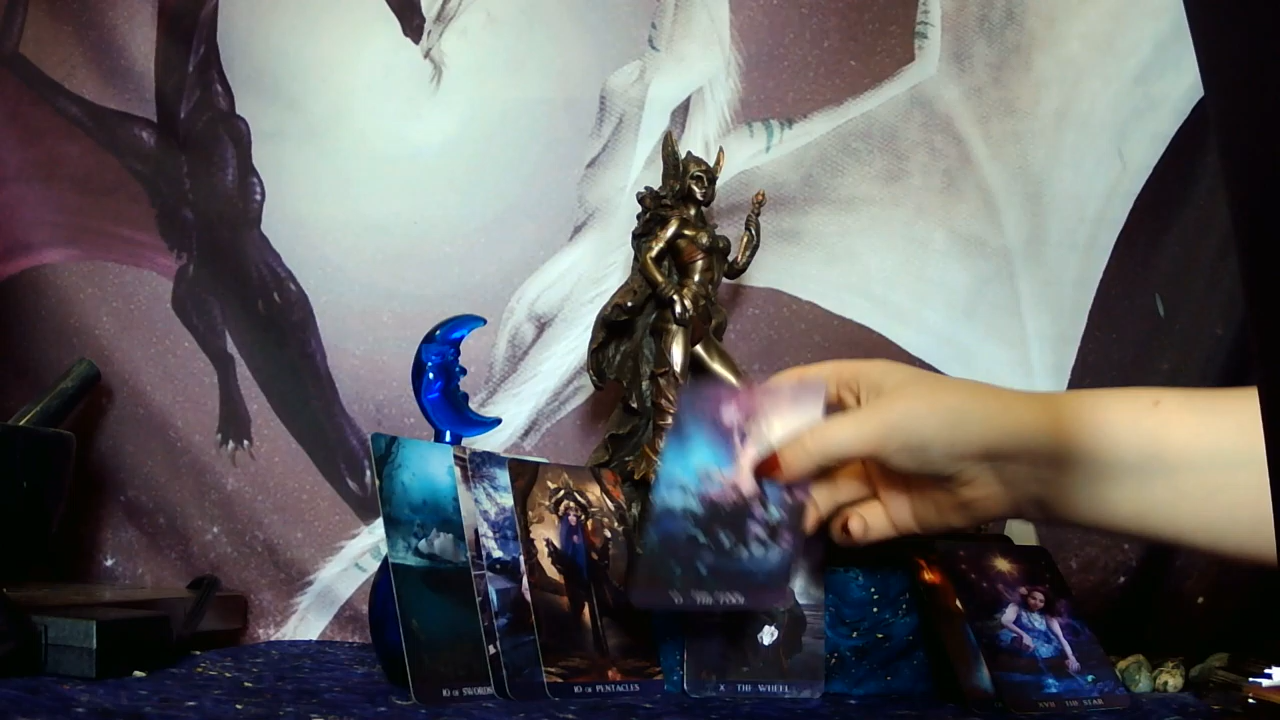 10 OF SWORDS
10 OF PENTACLES
X THE WHEEL
XVII THE STAR